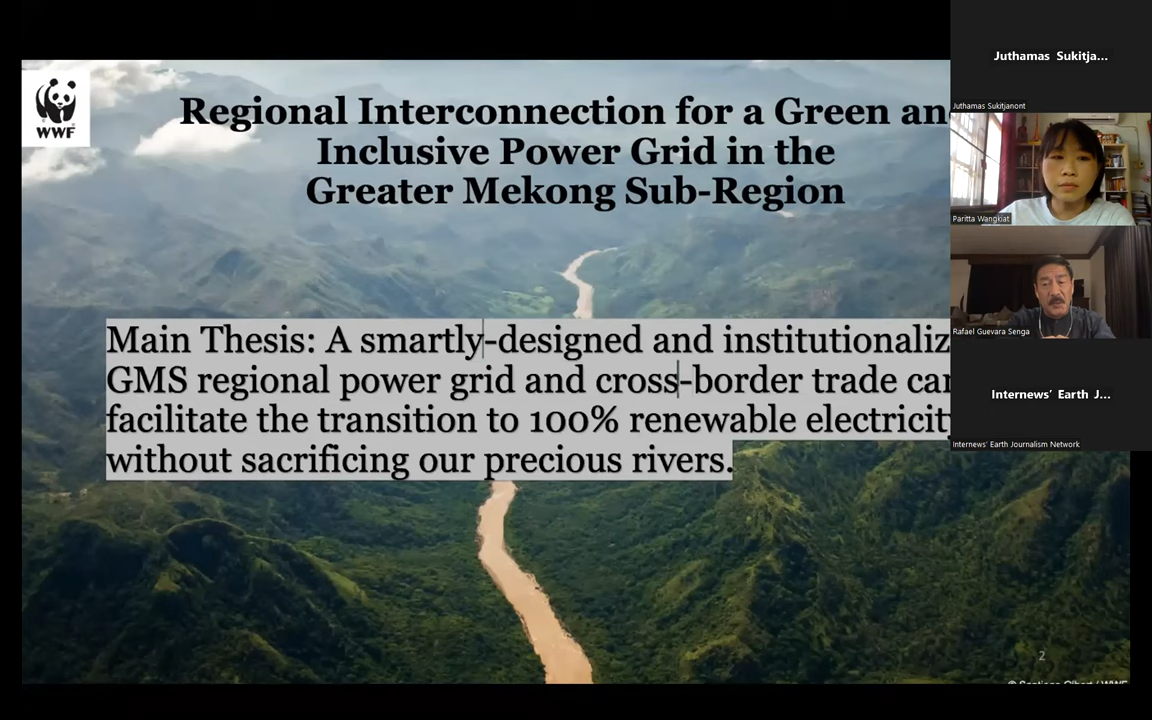 WWF
Regional Interconnection for a Green an
Inclusive Power Grid in the
Greater Mekong Sub-Region
Main Thesis: A smartly-designed and institutionaliz
GMS regional power grid and cross-border trade can
facilitate the transition to 100% renewable electricity
without sacrificing our precious rivers.
2
Juthamas Sukitja...
Juthamas Sukitjanont
Paritta Wangkiat
Rafael Guevara Senga
Internews’ Earth J...
Internews’ Earth Journalism Network